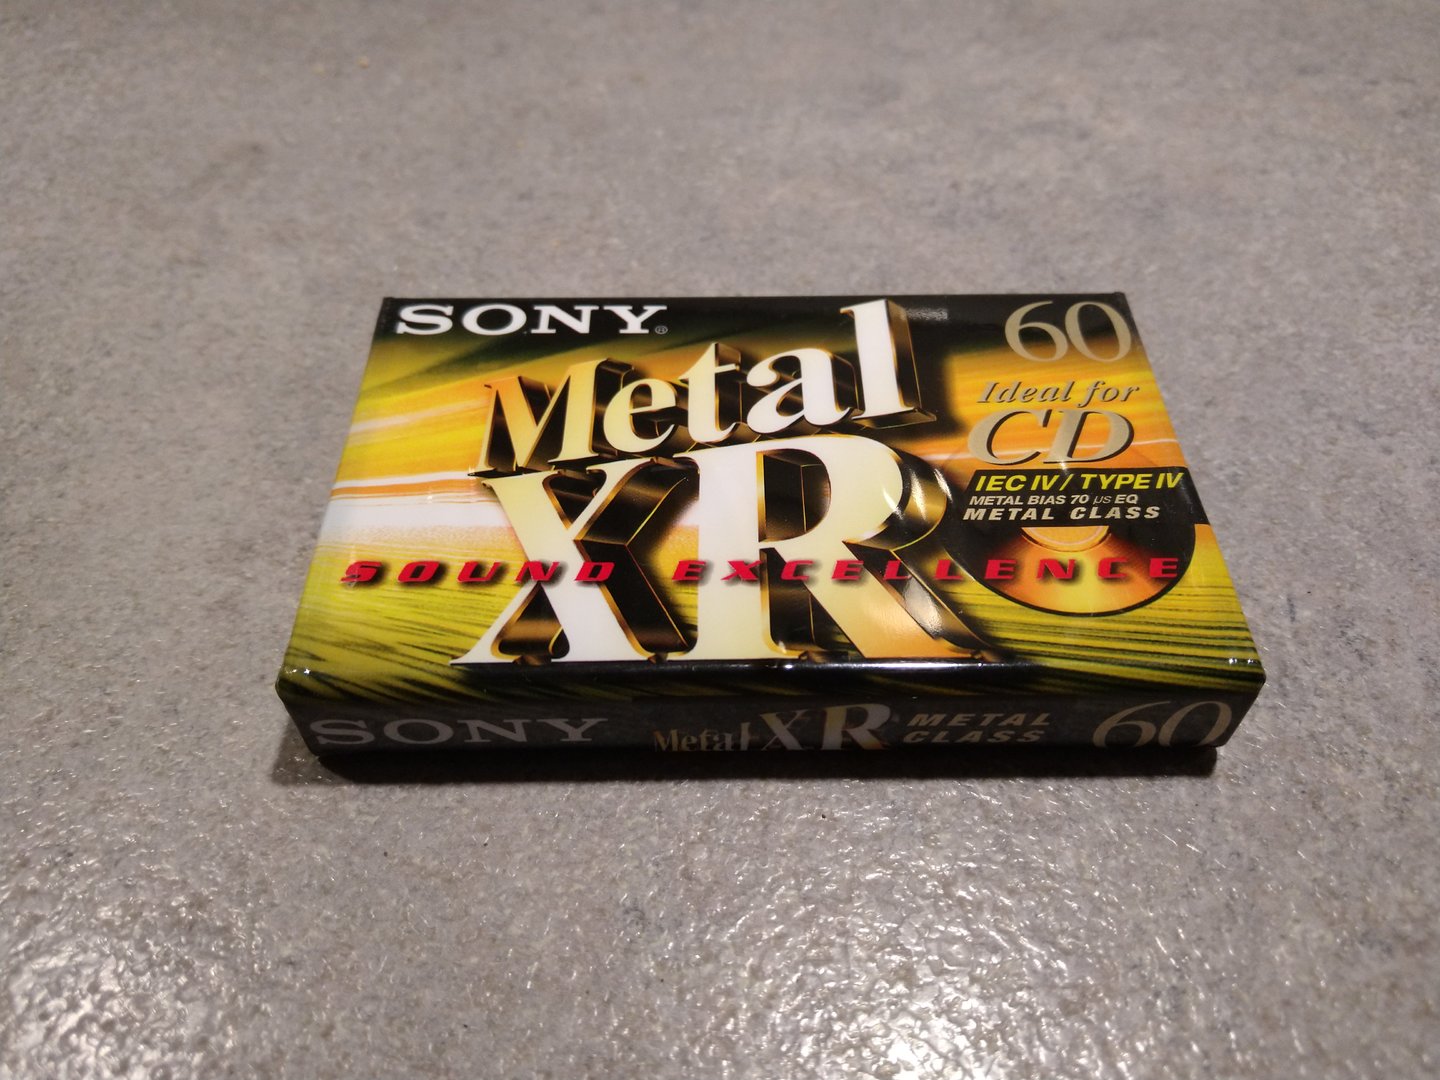 SONY®
60
Metal
XR
Ideal for
CD
IEC IV / TYPE IV
METAL BIAS 70 µs EQ
METAL CLASS
SOUND EXCELLENCE
SONY Metal XR METAL CLASS 60